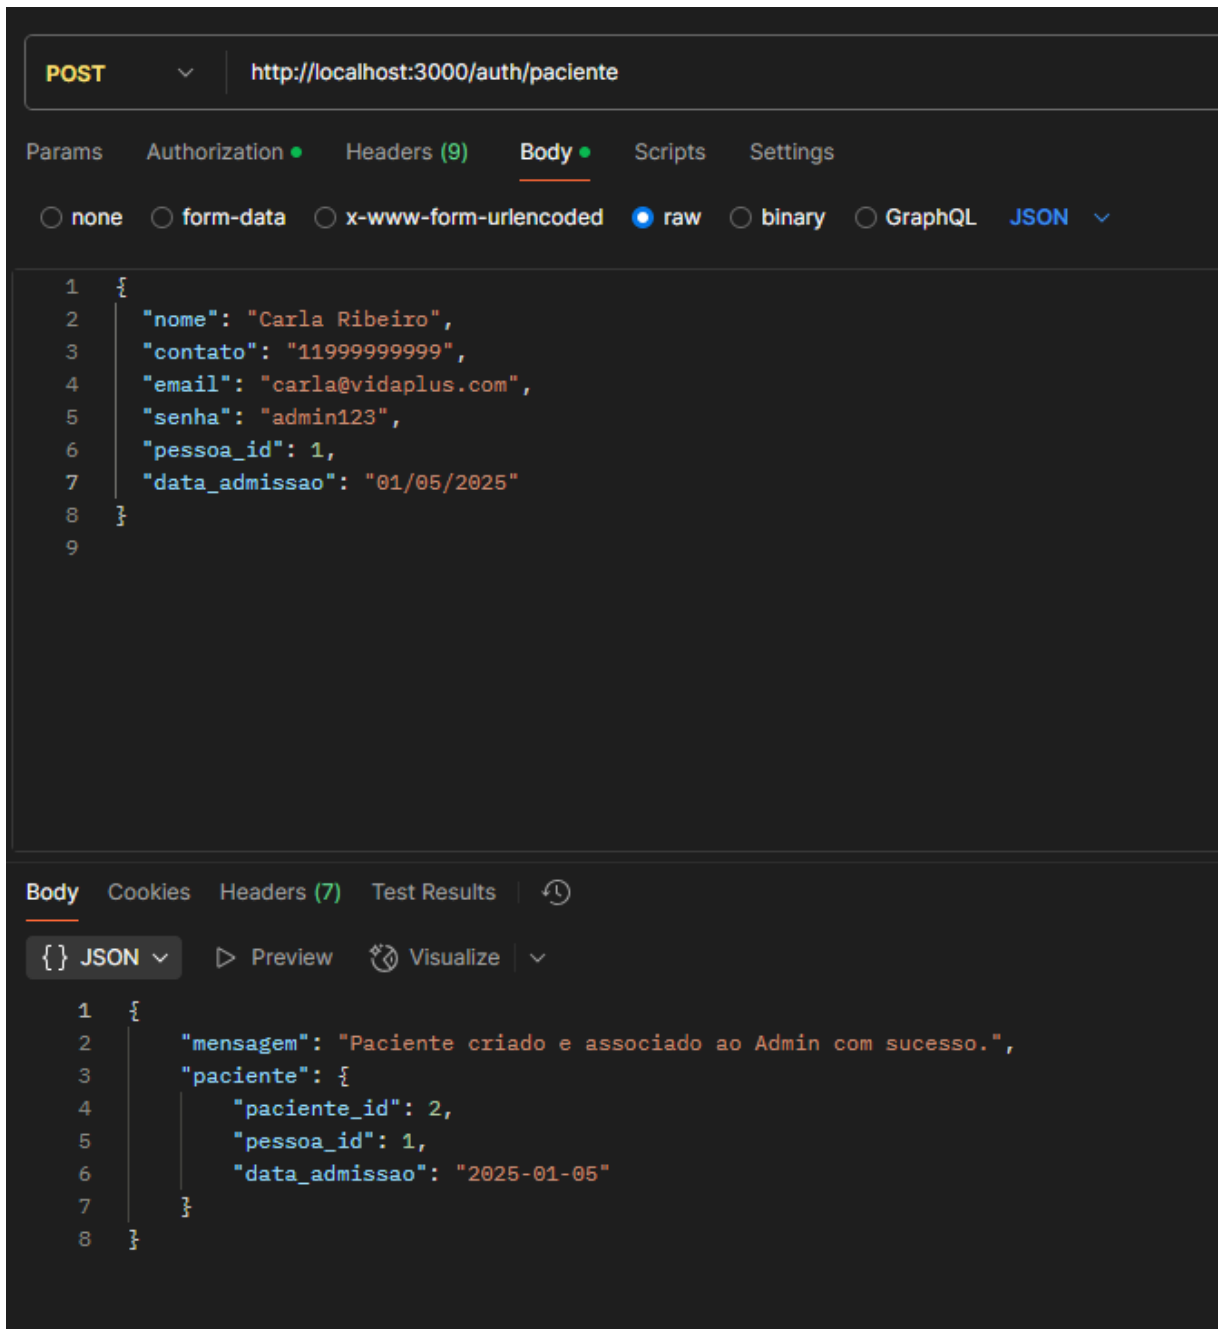 POST http://localhost:3000/auth/paciente
Params Authorization Headers (9) Body Scripts Settings
none form-data x-www-form-urlencoded raw binary GraphQL JSON
1 {
2 "nome": "Carla Ribeiro",
3 "contato": "11999999999",
4 "email": "carla@vidaplus.com",
5 "senha": "admin123",
6 "pessoa_id": 1,
7 "data_admissao": "01/05/2025"
8 }
9
Body Cookies Headers (7) Test Results
{} JSON Preview Visualize
1 {
2 "mensagem": "Paciente criado e associado ao Admin com sucesso.",
3 "paciente": {
4 "paciente_id": 2,
5 "pessoa_id": 1,
6 "data_admissao": "2025-01-05"
7 }
8 }